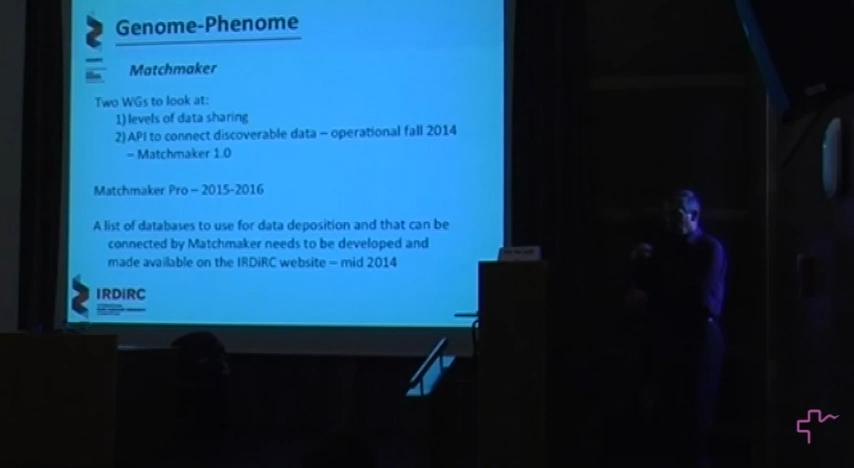 Genome-Phenome
Matchmaker
Two WGs to look at:
1) levels of data sharing
2) API to connect discoverable data – operational fall 2014
– Matchmaker 1.0
Matchmaker Pro – 2015-2016
A list of databases to use for data deposition and that can be
connected by Matchmaker needs to be developed and
made available on the IRDiRC website – mid 2014
IRDiRC